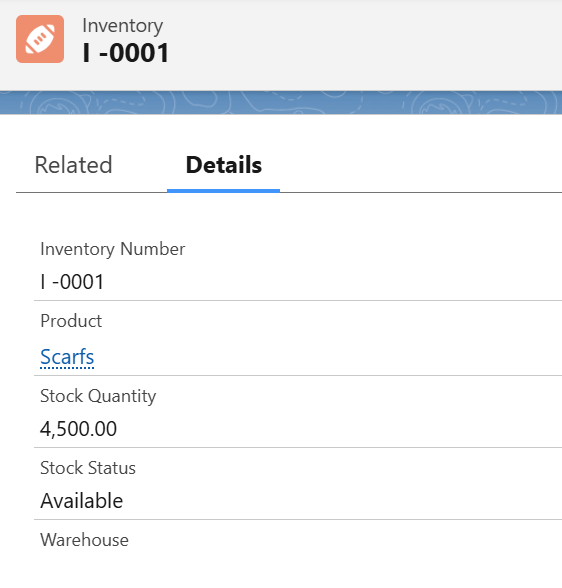 Inventory
I -0001
Related Details
Inventory Number
I -0001
Product
Scarfs
Stock Quantity
4,500.00
Stock Status
Available
Warehouse